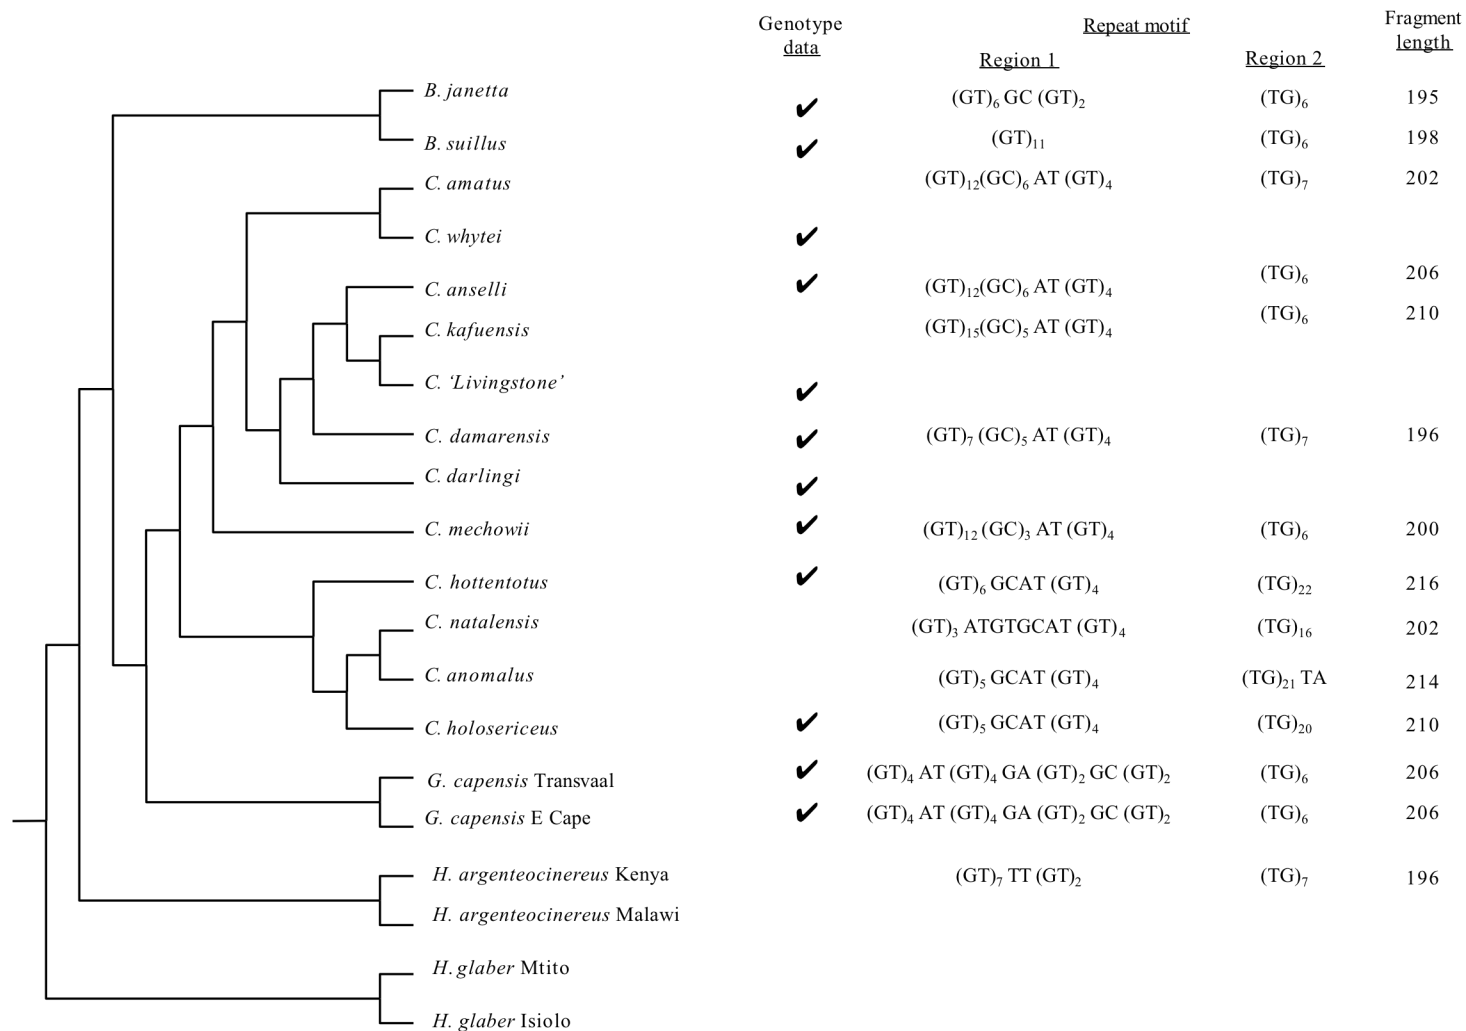 Genotype data Repeat motif Fragment length
Region 1 Region 2
B. janetta ✔ (GT)₆ GC (GT)₂ (TG)₆ 195
B. suillus ✔ (GT)₁₁ (TG)₆ 198
C. amatus (GT)₁₂(GC)₆ AT (GT)₄ (TG)₇ 202
C. whytei ✔
C. anselli ✔ (GT)₁₂(GC)₆ AT (GT)₄ (TG)₆ 206
C. kafuensis (GT)₁₅(GC)₅ AT (GT)₄ (TG)₆ 210
C. ‘Livingstone’ ✔
C. damarensis ✔ (GT)₇ (GC)₅ AT (GT)₄ (TG)₇ 196
C. darlingi ✔
C. mechowii ✔ (GT)₁₂ (GC)₃ AT (GT)₄ (TG)₆ 200
C. hottentotus ✔ (GT)₆ GCAT (GT)₄ (TG)₂₂ 216
C. natalensis (GT)₃ ATGTGCAT (GT)₄ (TG)₁₆ 202
C. anomalus (GT)₅ GCAT (GT)₄ (TG)₂₁ TA 214
C. holosericeus ✔ (GT)₅ GCAT (GT)₄ (TG)₂₀ 210
G. capensis Transvaal ✔ (GT)₄ AT (GT)₄ GA (GT)₂ GC (GT)₂ (TG)₆ 206
G. capensis E Cape ✔ (GT)₄ AT (GT)₄ GA (GT)₂ GC (GT)₂ (TG)₆ 206
H. argenteocinereus Kenya (GT)₇ TT (GT)₂ (TG)₇ 196
H. argenteocinereus Malawi
H. glaber Mtito
H. glaber Isiolo